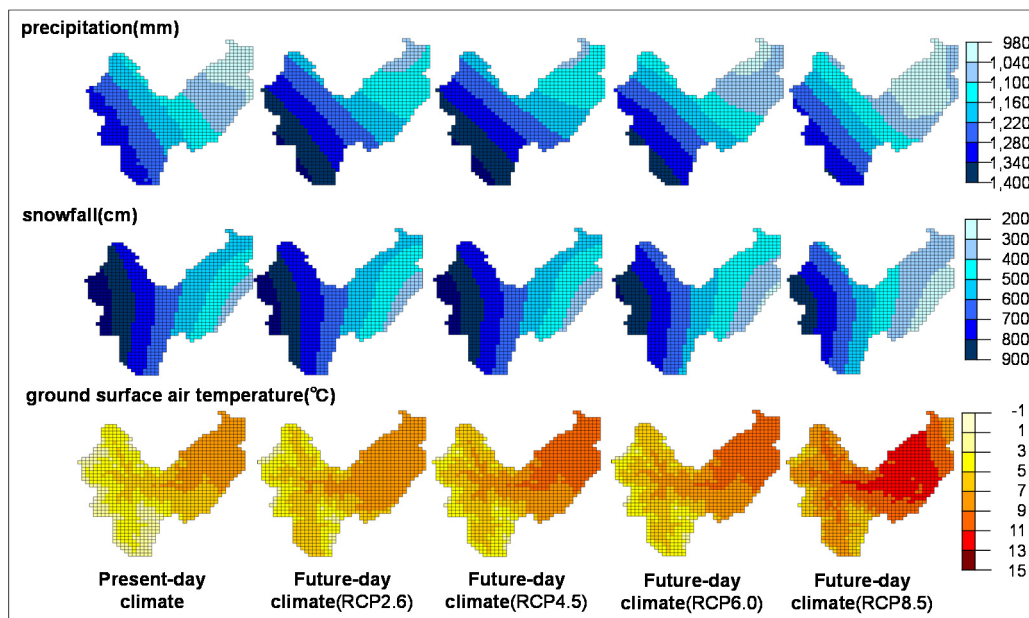 precipitation(mm)
980
1,040
1,100
1,160
1,220
1,280
1,340
1,400
snowfall(cm)
200
300
400
500
600
700
800
900
ground surface air temperature(℃)
-1
1
3
5
7
9
11
13
15
Present-day
climate
Future-day
climate(RCP2.6)
Future-day
climate(RCP4.5)
Future-day
climate(RCP6.0)
Future-day
climate(RCP8.5)